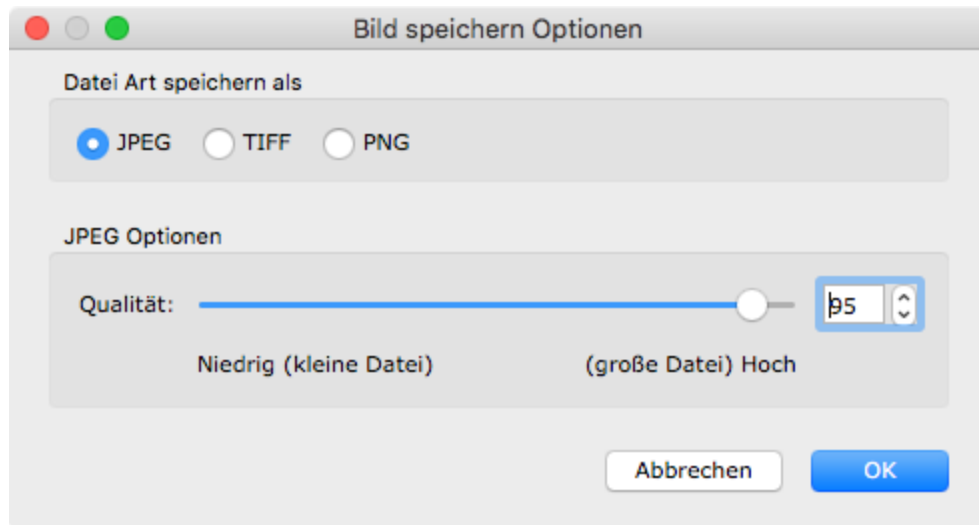 Bild speichern Optionen
Datei Art speichern als
JPEG TIFF PNG
JPEG Optionen
Qualität: 95
Niedrig (kleine Datei) (große Datei) Hoch
Abbrechen OK